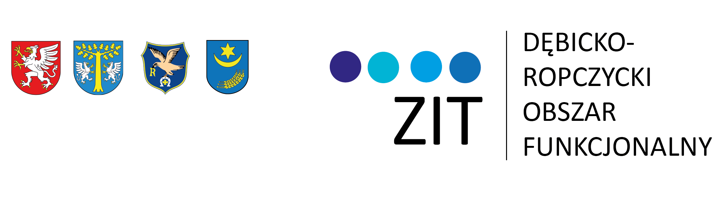 R
ZIT
DĘBICKO-
ROPCZYCKI
OBSZAR
FUNKCJONALNY